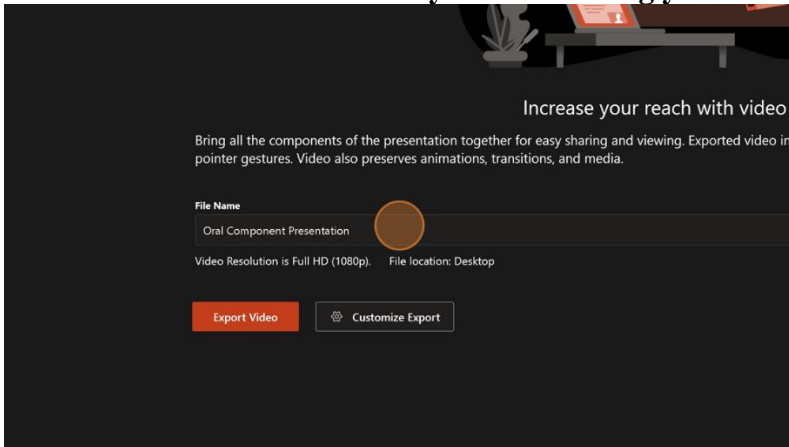 Increase your reach with video
Bring all the components of the presentation together for easy sharing and viewing. Exported video in
pointer gestures. Video also preserves animations, transitions, and media.
File Name
Oral Component Presentation
Video Resolution is Full HD (1080p). File location: Desktop
Export Video Customize Export